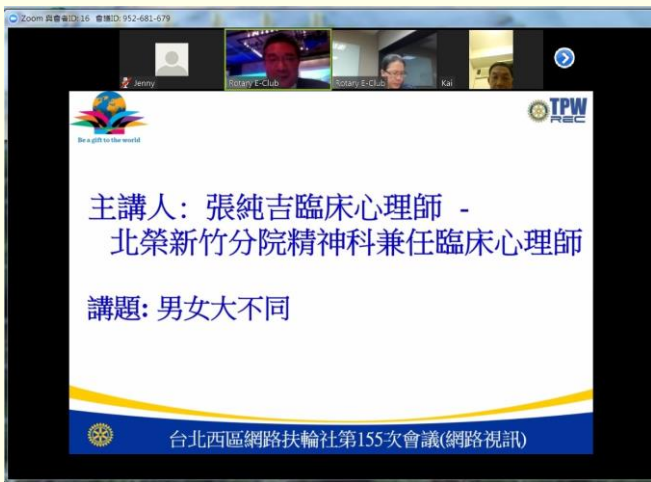 Zoom 與會者ID: 16 會議ID: 952-681-679
Jenny
Rotary E-Club
Rotary E-Club
Kai
Be a gift to the world
TPW
REC
主講人: 張純吉臨床心理師 -
北榮新竹分院精神科兼任臨床心理師
講題: 男女大不同
台北西區網路扶輪社第155次會議(網路視訊)